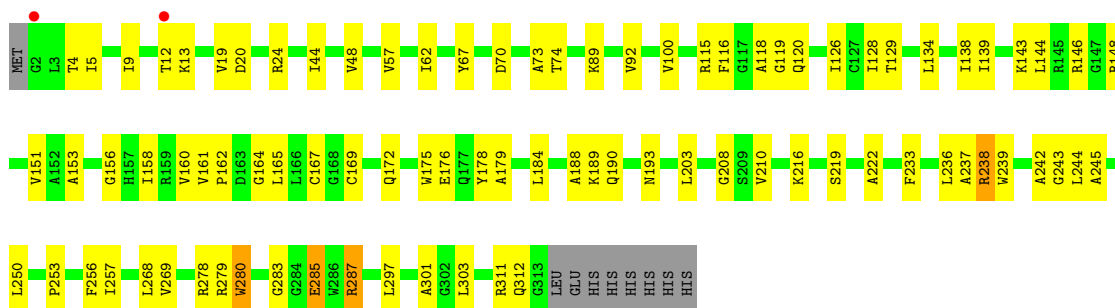 MET G2 L3 T4 I5 I9 T12 K13 V19 D20 R24 I44 V48 V57 I62 Y67 D70 A73 T74 K89 V92 V100 R115 F116 G117 A118 G119 Q120 I126 C127 I128 T129 L134 I138 I139 K143 L144 R145 R146 G147
V151 A152 A153 G156 H157 I158 R159 V160 V161 P162 D163 G164 L165 L166 C167 G168 C169 Q172 W175 E176 Q177 Y178 A179 L184 A188 K189 Q190 N193 L203 G208 S209 V210 K216 S219 A222 F233 L236 A237 R238 W239 A242 G243 L244 A245
L250 P253 F256 I257 L268 V269 R278 R279 W280 G283 G284 E285 W286 R287 L297 A301 G302 L303 R311 Q312 G313 LEU GLU HIS HIS HIS HIS HIS HIS